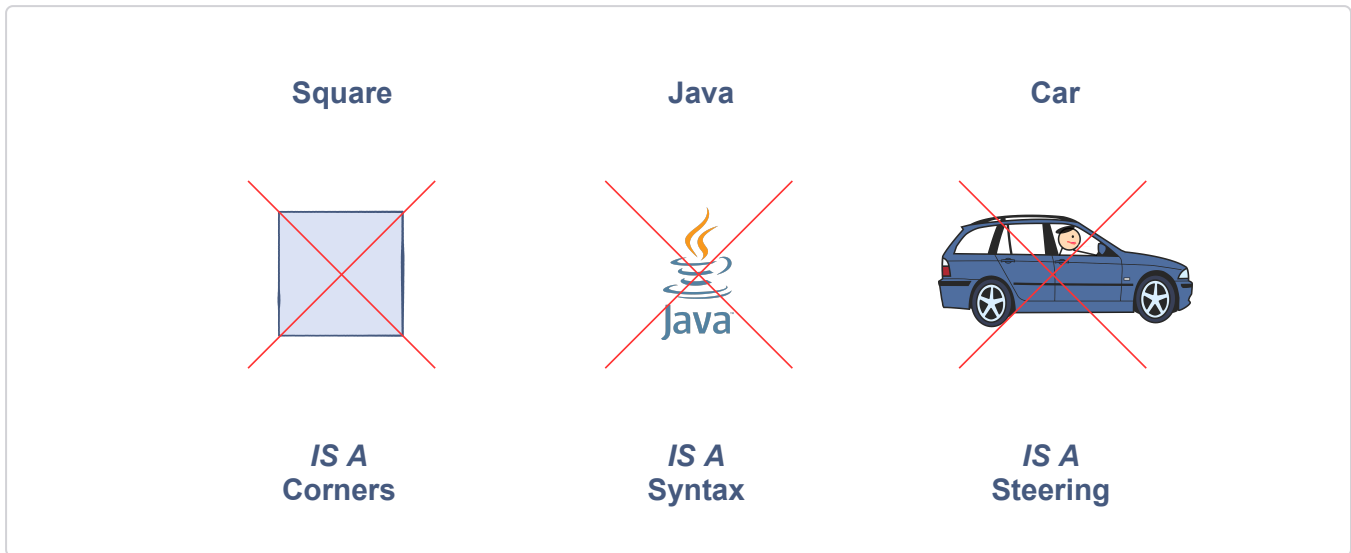 Square
Java
Car
Java
IS A
Corners
IS A
Syntax
IS A
Steering